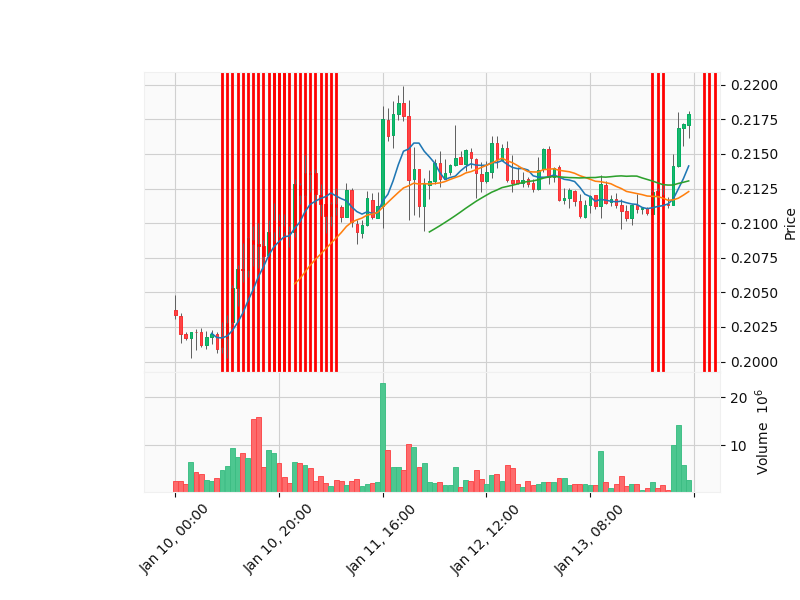 0.2200
0.2175
0.2150
0.2125
0.2100
0.2075
0.2050
0.2025
0.2000
Price
20
10
Volume 10^6
Jan 10, 00:00
Jan 10, 20:00
Jan 11, 16:00
Jan 12, 12:00
Jan 13, 08:00